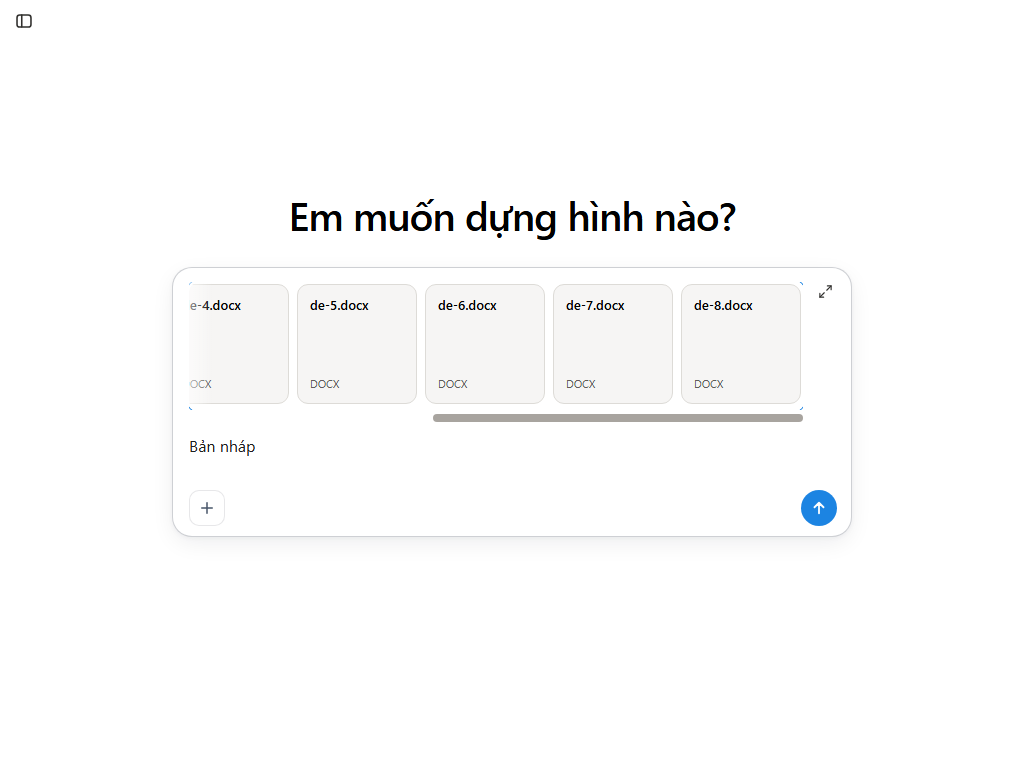 Em muốn dựng hình nào?
e-4.docx
de-5.docx
de-6.docx
de-7.docx
de-8.docx
OCX
DOCX
DOCX
DOCX
DOCX
Bản nháp